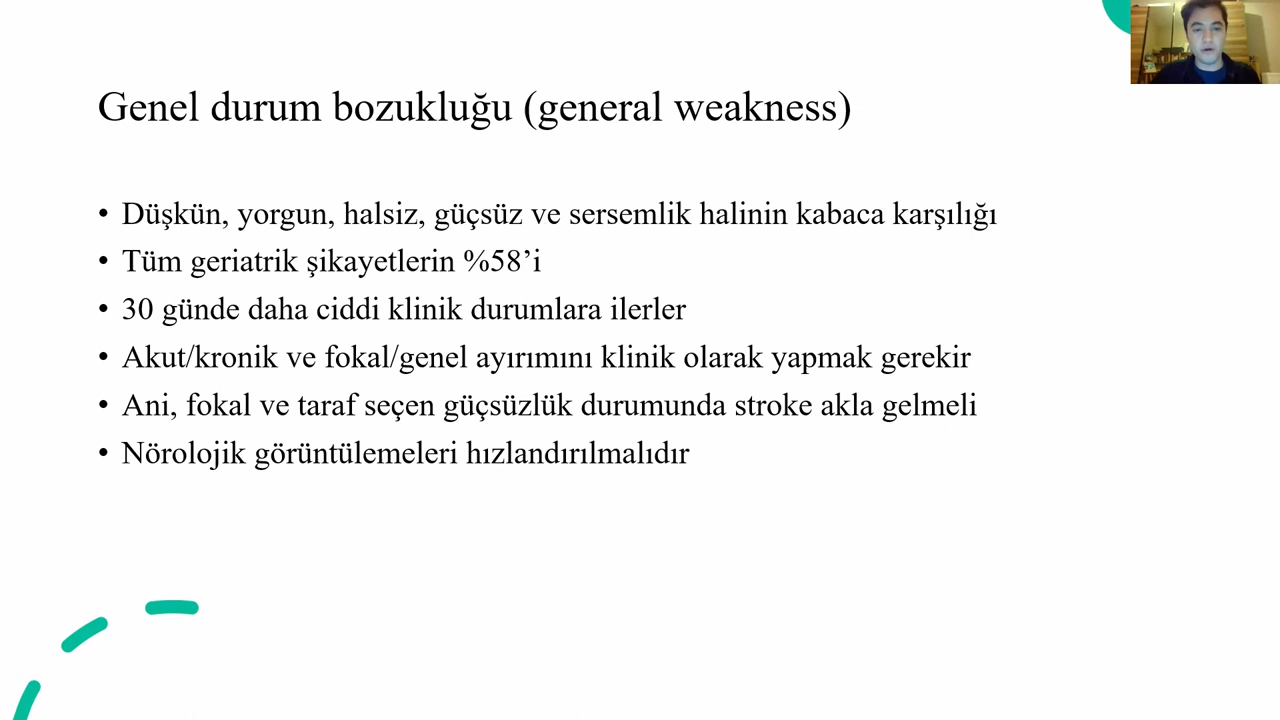 Genel durum bozukluğu (general weakness)
• Düşkün, yorgun, halsiz, güçsüz ve sersemlik halinin kabaca karşılığı
• Tüm geriatrik şikayetlerin %58’i
• 30 günde daha ciddi klinik durumlara ilerler
• Akut/kronik ve fokal/genel ayırımını klinik olarak yapmak gerekir
• Ani, fokal ve taraf seçen güçsüzlük durumunda stroke akla gelmeli
• Nörolojik görüntülemeleri hızlandırılmalıdır